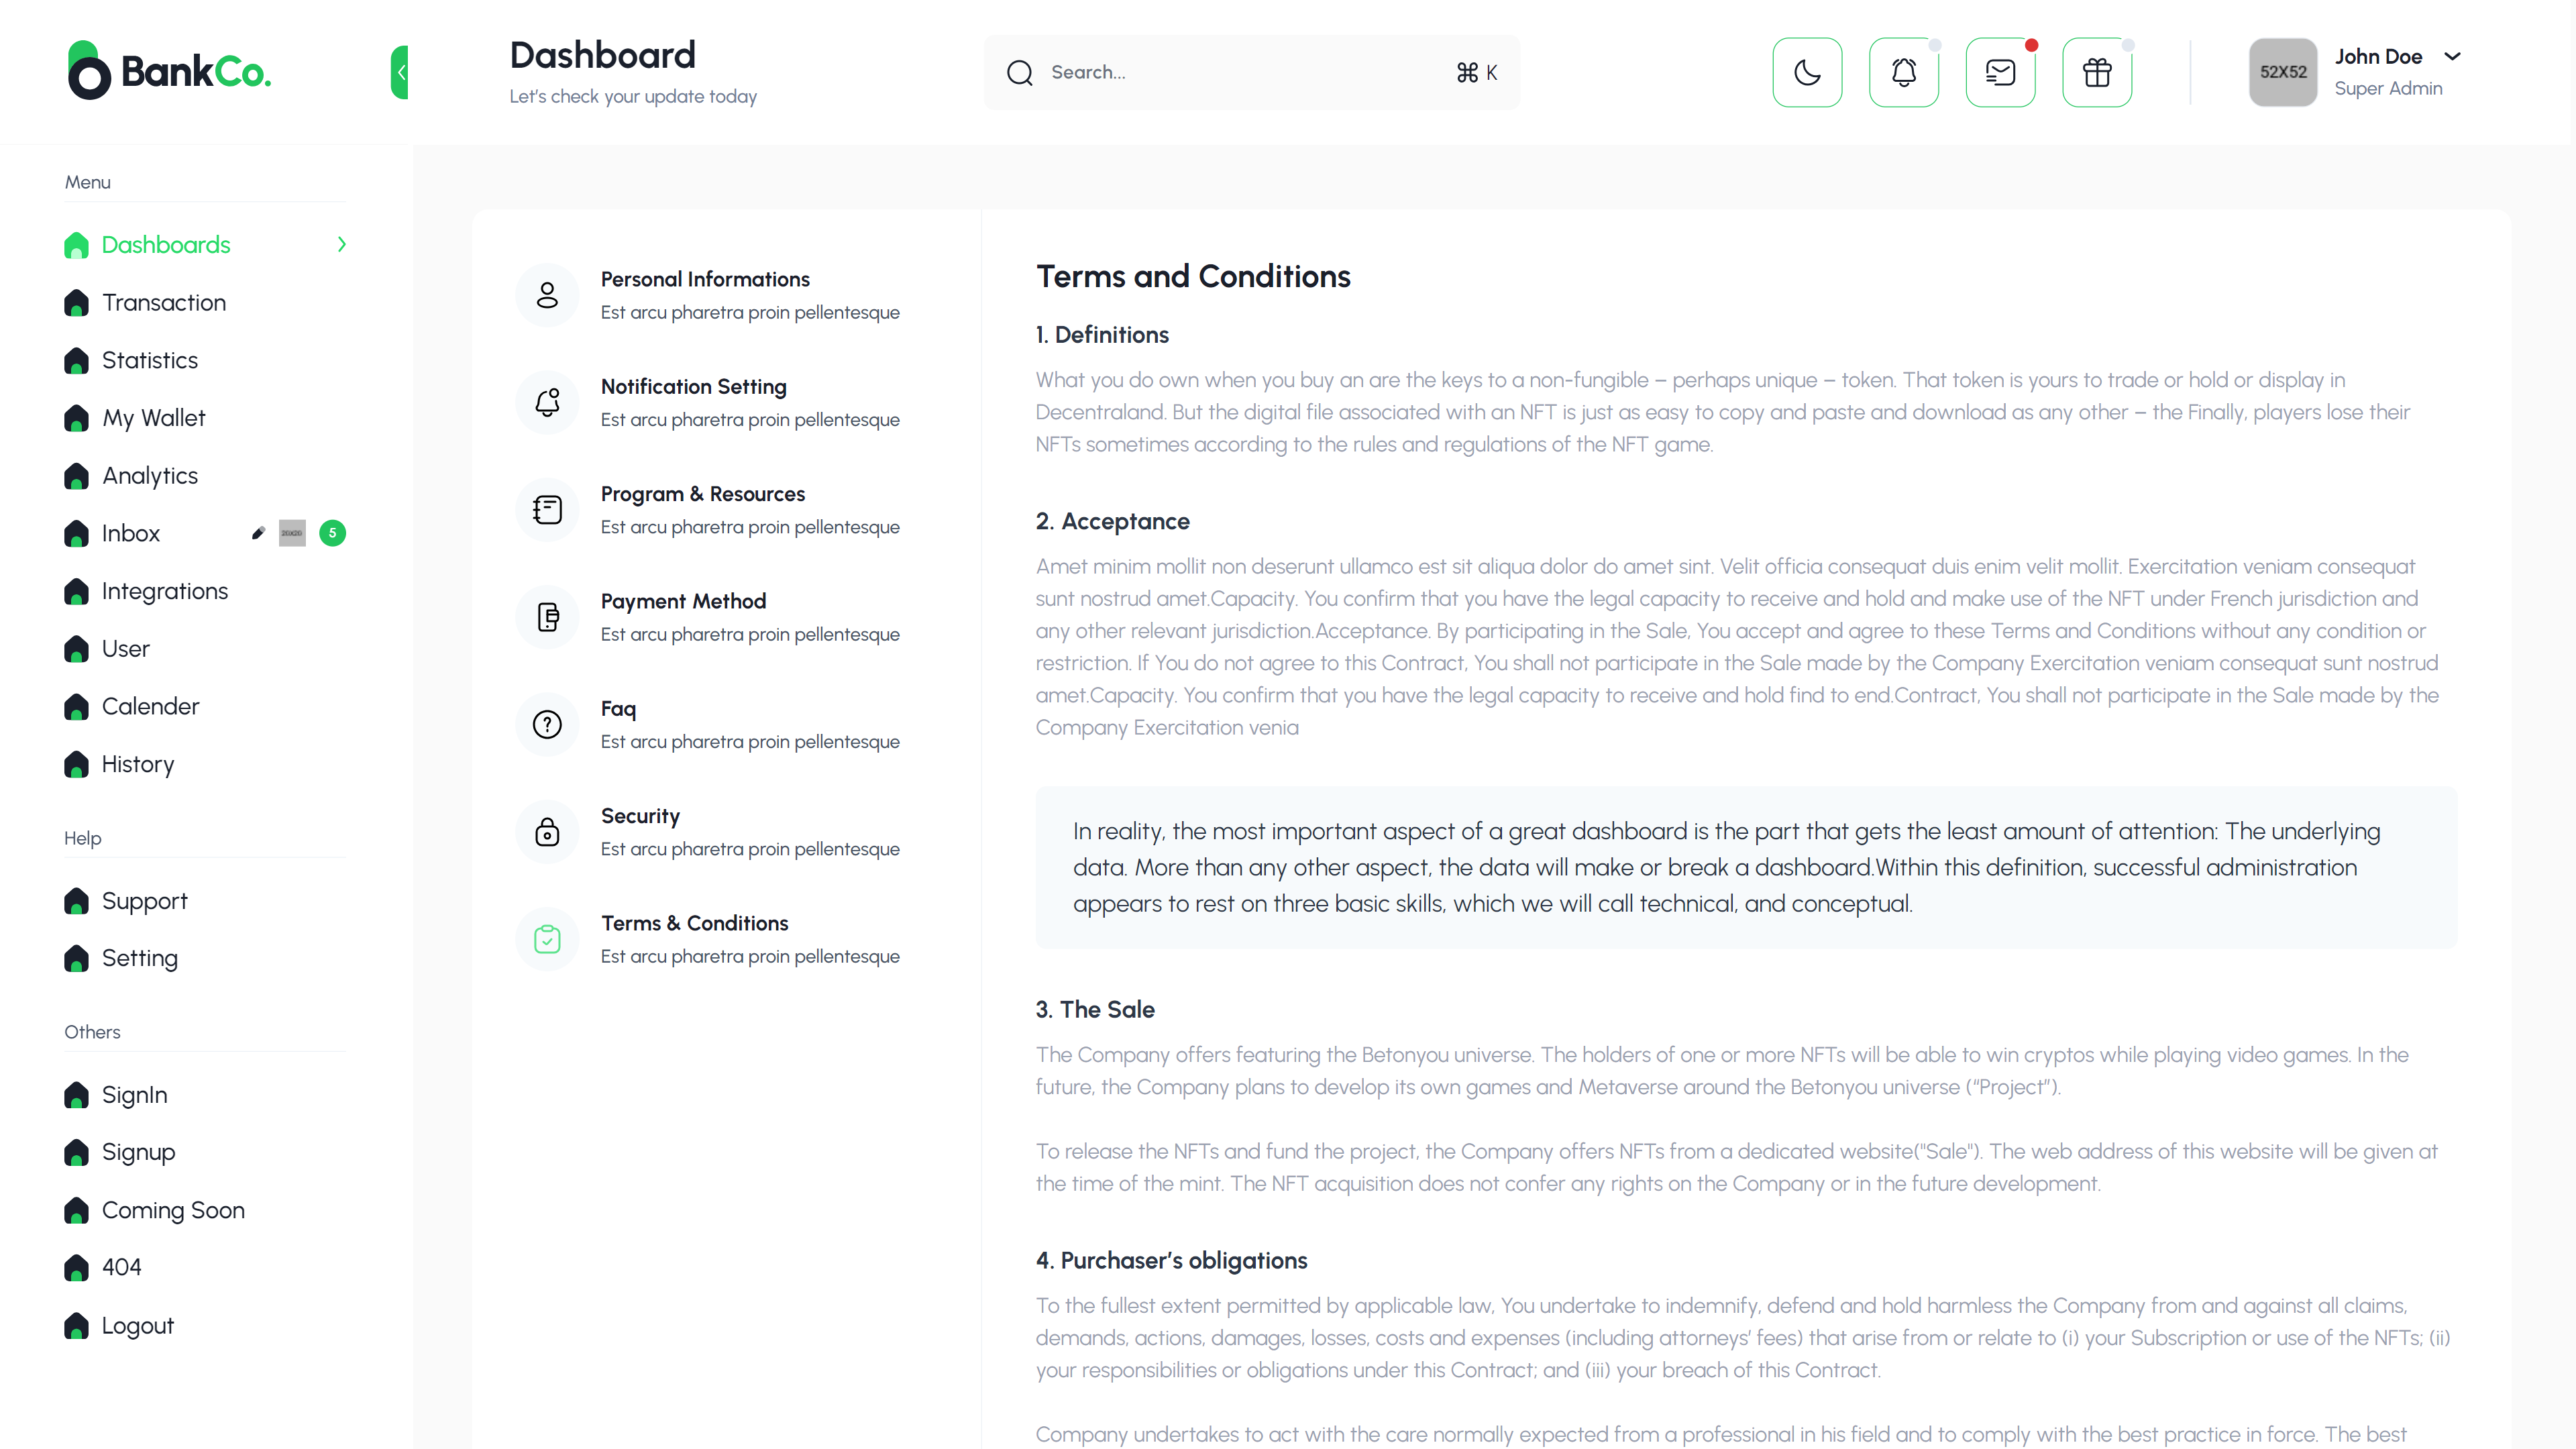 BankCo.
Dashboard
Let's check your update today
Search...
⌘ K
52X52
John Doe
Super Admin
Menu
Dashboards
Transaction
Statistics
My Wallet
Analytics
Inbox
5
Integrations
User
Calender
History
Help
Support
Setting
Others
SignIn
Signup
Coming Soon
404
Logout
Personal Informations
Est arcu pharetra proin pellentesque
Notification Setting
Est arcu pharetra proin pellentesque
Program & Resources
Est arcu pharetra proin pellentesque
Payment Method
Est arcu pharetra proin pellentesque
Faq
Est arcu pharetra proin pellentesque
Security
Est arcu pharetra proin pellentesque
Terms & Conditions
Est arcu pharetra proin pellentesque
Terms and Conditions
1. Definitions
What you do own when you buy an are the keys to a non-fungible – perhaps unique – token. That token is yours to trade or hold or display in
Decentraland. But the digital file associated with an NFT is just as easy to copy and paste and download as any other – the Finally, players lose their
NFTs sometimes according to the rules and regulations of the NFT game.
2. Acceptance
Amet minim mollit non deserunt ullamco est sit aliqua dolor do amet sint. Velit officia consequat duis enim velit mollit. Exercitation veniam consequat
sunt nostrud amet.Capacity. You confirm that you have the legal capacity to receive and hold and make use of the NFT under French jurisdiction and
any other relevant jurisdiction.Acceptance. By participating in the Sale, You accept and agree to these Terms and Conditions without any condition or
restriction. If You do not agree to this Contract, You shall not participate in the Sale made by the Company Exercitation veniam consequat sunt nostrud
amet.Capacity. You confirm that you have the legal capacity to receive and hold find to end.Contract, You shall not participate in the Sale made by the
Company Exercitation venia
In reality, the most important aspect of a great dashboard is the part that gets the least amount of attention: The underlying
data. More than any other aspect, the data will make or break a dashboard.Within this definition, successful administration
appears to rest on three basic skills, which we will call technical, and conceptual.
3. The Sale
The Company offers featuring the Betonyou universe. The holders of one or more NFTs will be able to win cryptos while playing video games. In the
future, the Company plans to develop its own games and Metaverse around the Betonyou universe (“Project”).
To release the NFTs and fund the project, the Company offers NFTs from a dedicated website("Sale"). The web address of this website will be given at
the time of the mint. The NFT acquisition does not confer any rights on the Company or in the future development.
4. Purchaser’s obligations
To the fullest extent permitted by applicable law, You undertake to indemnify, defend and hold harmless the Company from and against all claims,
demands, actions, damages, losses, costs and expenses (including attorneys’ fees) that arise from or relate to (i) your Subscription or use of the NFTs; (ii)
your responsibilities or obligations under this Contract; and (iii) your breach of this Contract.
Company undertakes to act with the care normally expected from a professional in his field and to comply with the best practice in force. The best